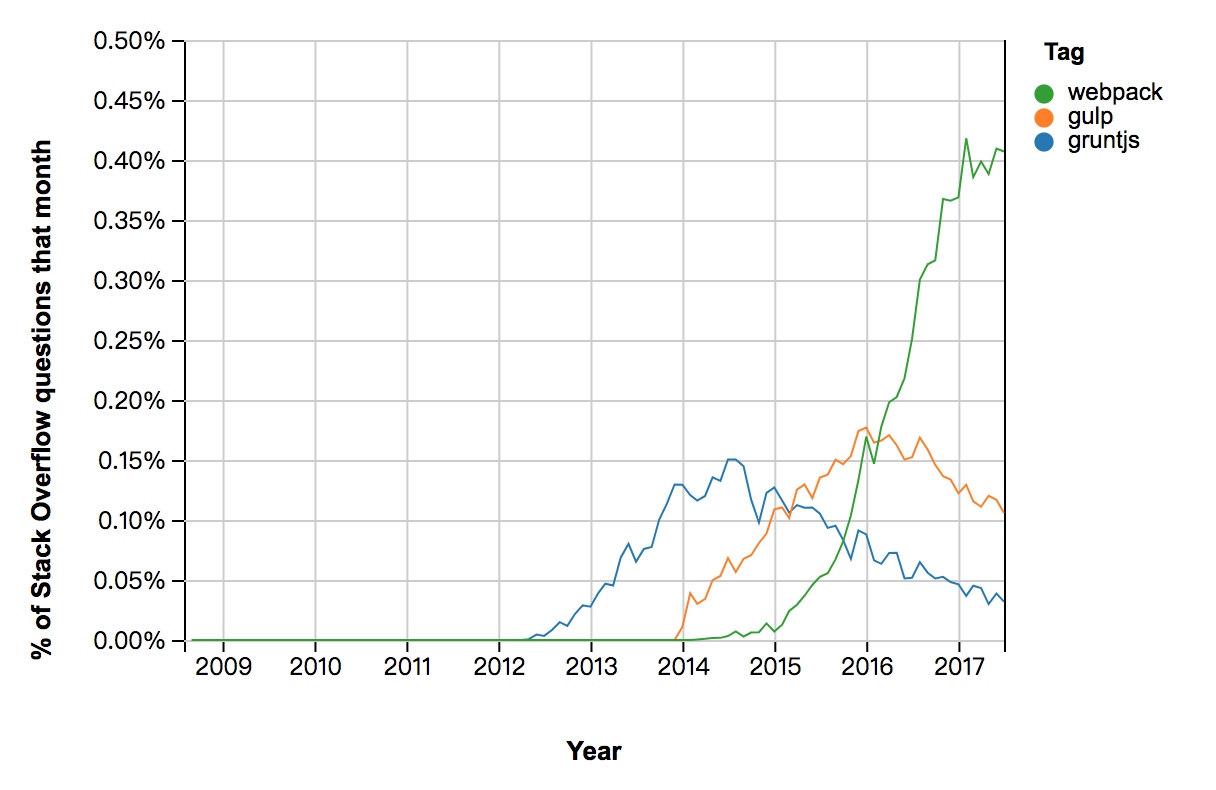 % of Stack Overflow questions that month
0.50%
0.45%
0.40%
0.35%
0.30%
0.25%
0.20%
0.15%
0.10%
0.05%
0.00%
2009 2010 2011 2012 2013 2014 2015 2016 2017
Year
Tag
webpack
gulp
gruntjs